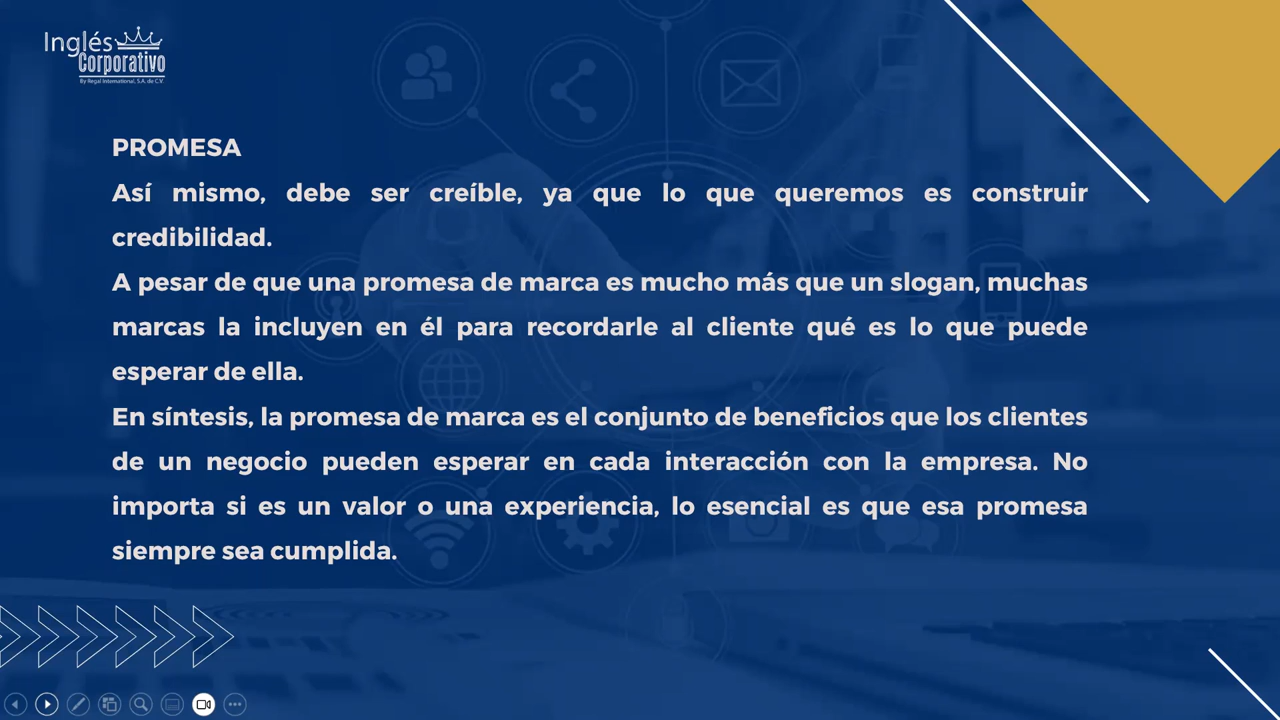 Inglés
Corporativo
By Regal International, S.A. de C.V.
PROMESA
Así mismo, debe ser creíble, ya que lo que queremos es construir
credibilidad.
A pesar de que una promesa de marca es mucho más que un slogan, muchas
marcas la incluyen en él para recordarle al cliente qué es lo que puede
esperar de ella.
En síntesis, la promesa de marca es el conjunto de beneficios que los clientes
de un negocio pueden esperar en cada interacción con la empresa. No
importa si es un valor o una experiencia, lo esencial es que esa promesa
siempre sea cumplida.